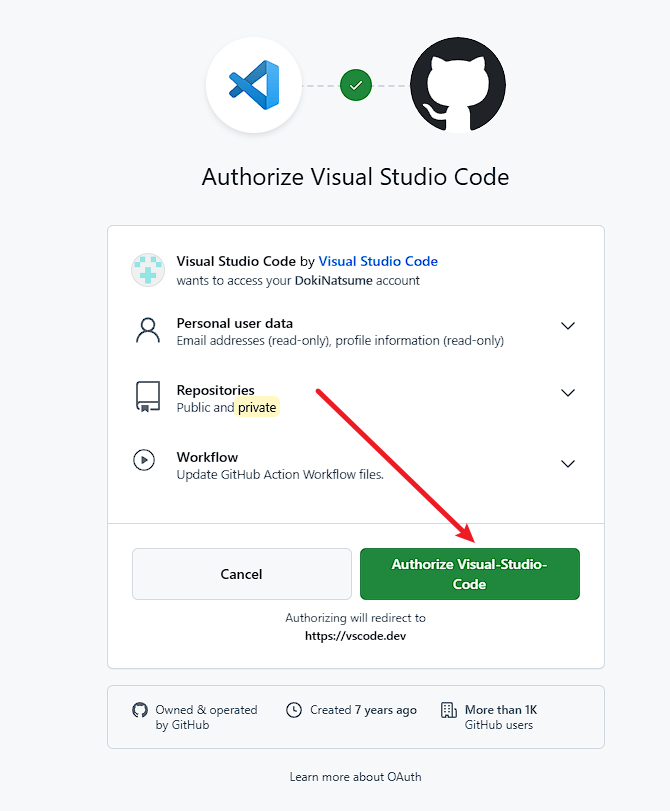 Authorize Visual Studio Code
Visual Studio Code by Visual Studio Code
wants to access your DokiNatsume account
Personal user data
Email addresses (read-only), profile information (read-only)
Repositories
Public and private
Workflow
Update GitHub Action Workflow files.
Cancel
Authorize Visual-Studio-
Code
Authorizing will redirect to
https://vscode.dev
Owned & operated
by GitHub
Created 7 years ago
More than 1K
GitHub users
Learn more about OAuth